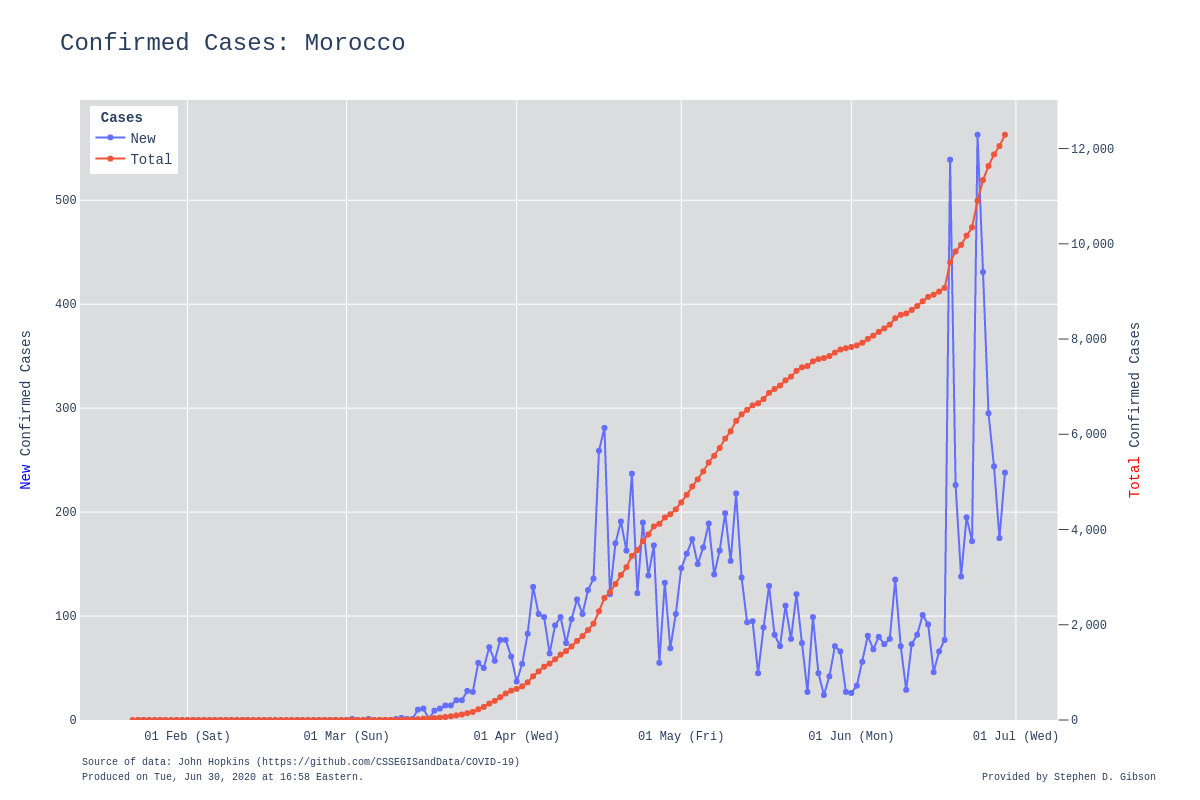 Confirmed Cases: Morocco
Cases
New
Total
500
400
300
200
100
0
12,000
10,000
8,000
6,000
4,000
2,000
0
New Confirmed Cases
Total Confirmed Cases
01 Feb (Sat)
01 Mar (Sun)
01 Apr (Wed)
01 May (Fri)
01 Jun (Mon)
01 Jul (Wed)
Source of data: John Hopkins (https://github.com/CSSEGISandData/COVID-19)
Produced on Tue, Jun 30, 2020 at 16:58 Eastern.
Provided by Stephen D. Gibson